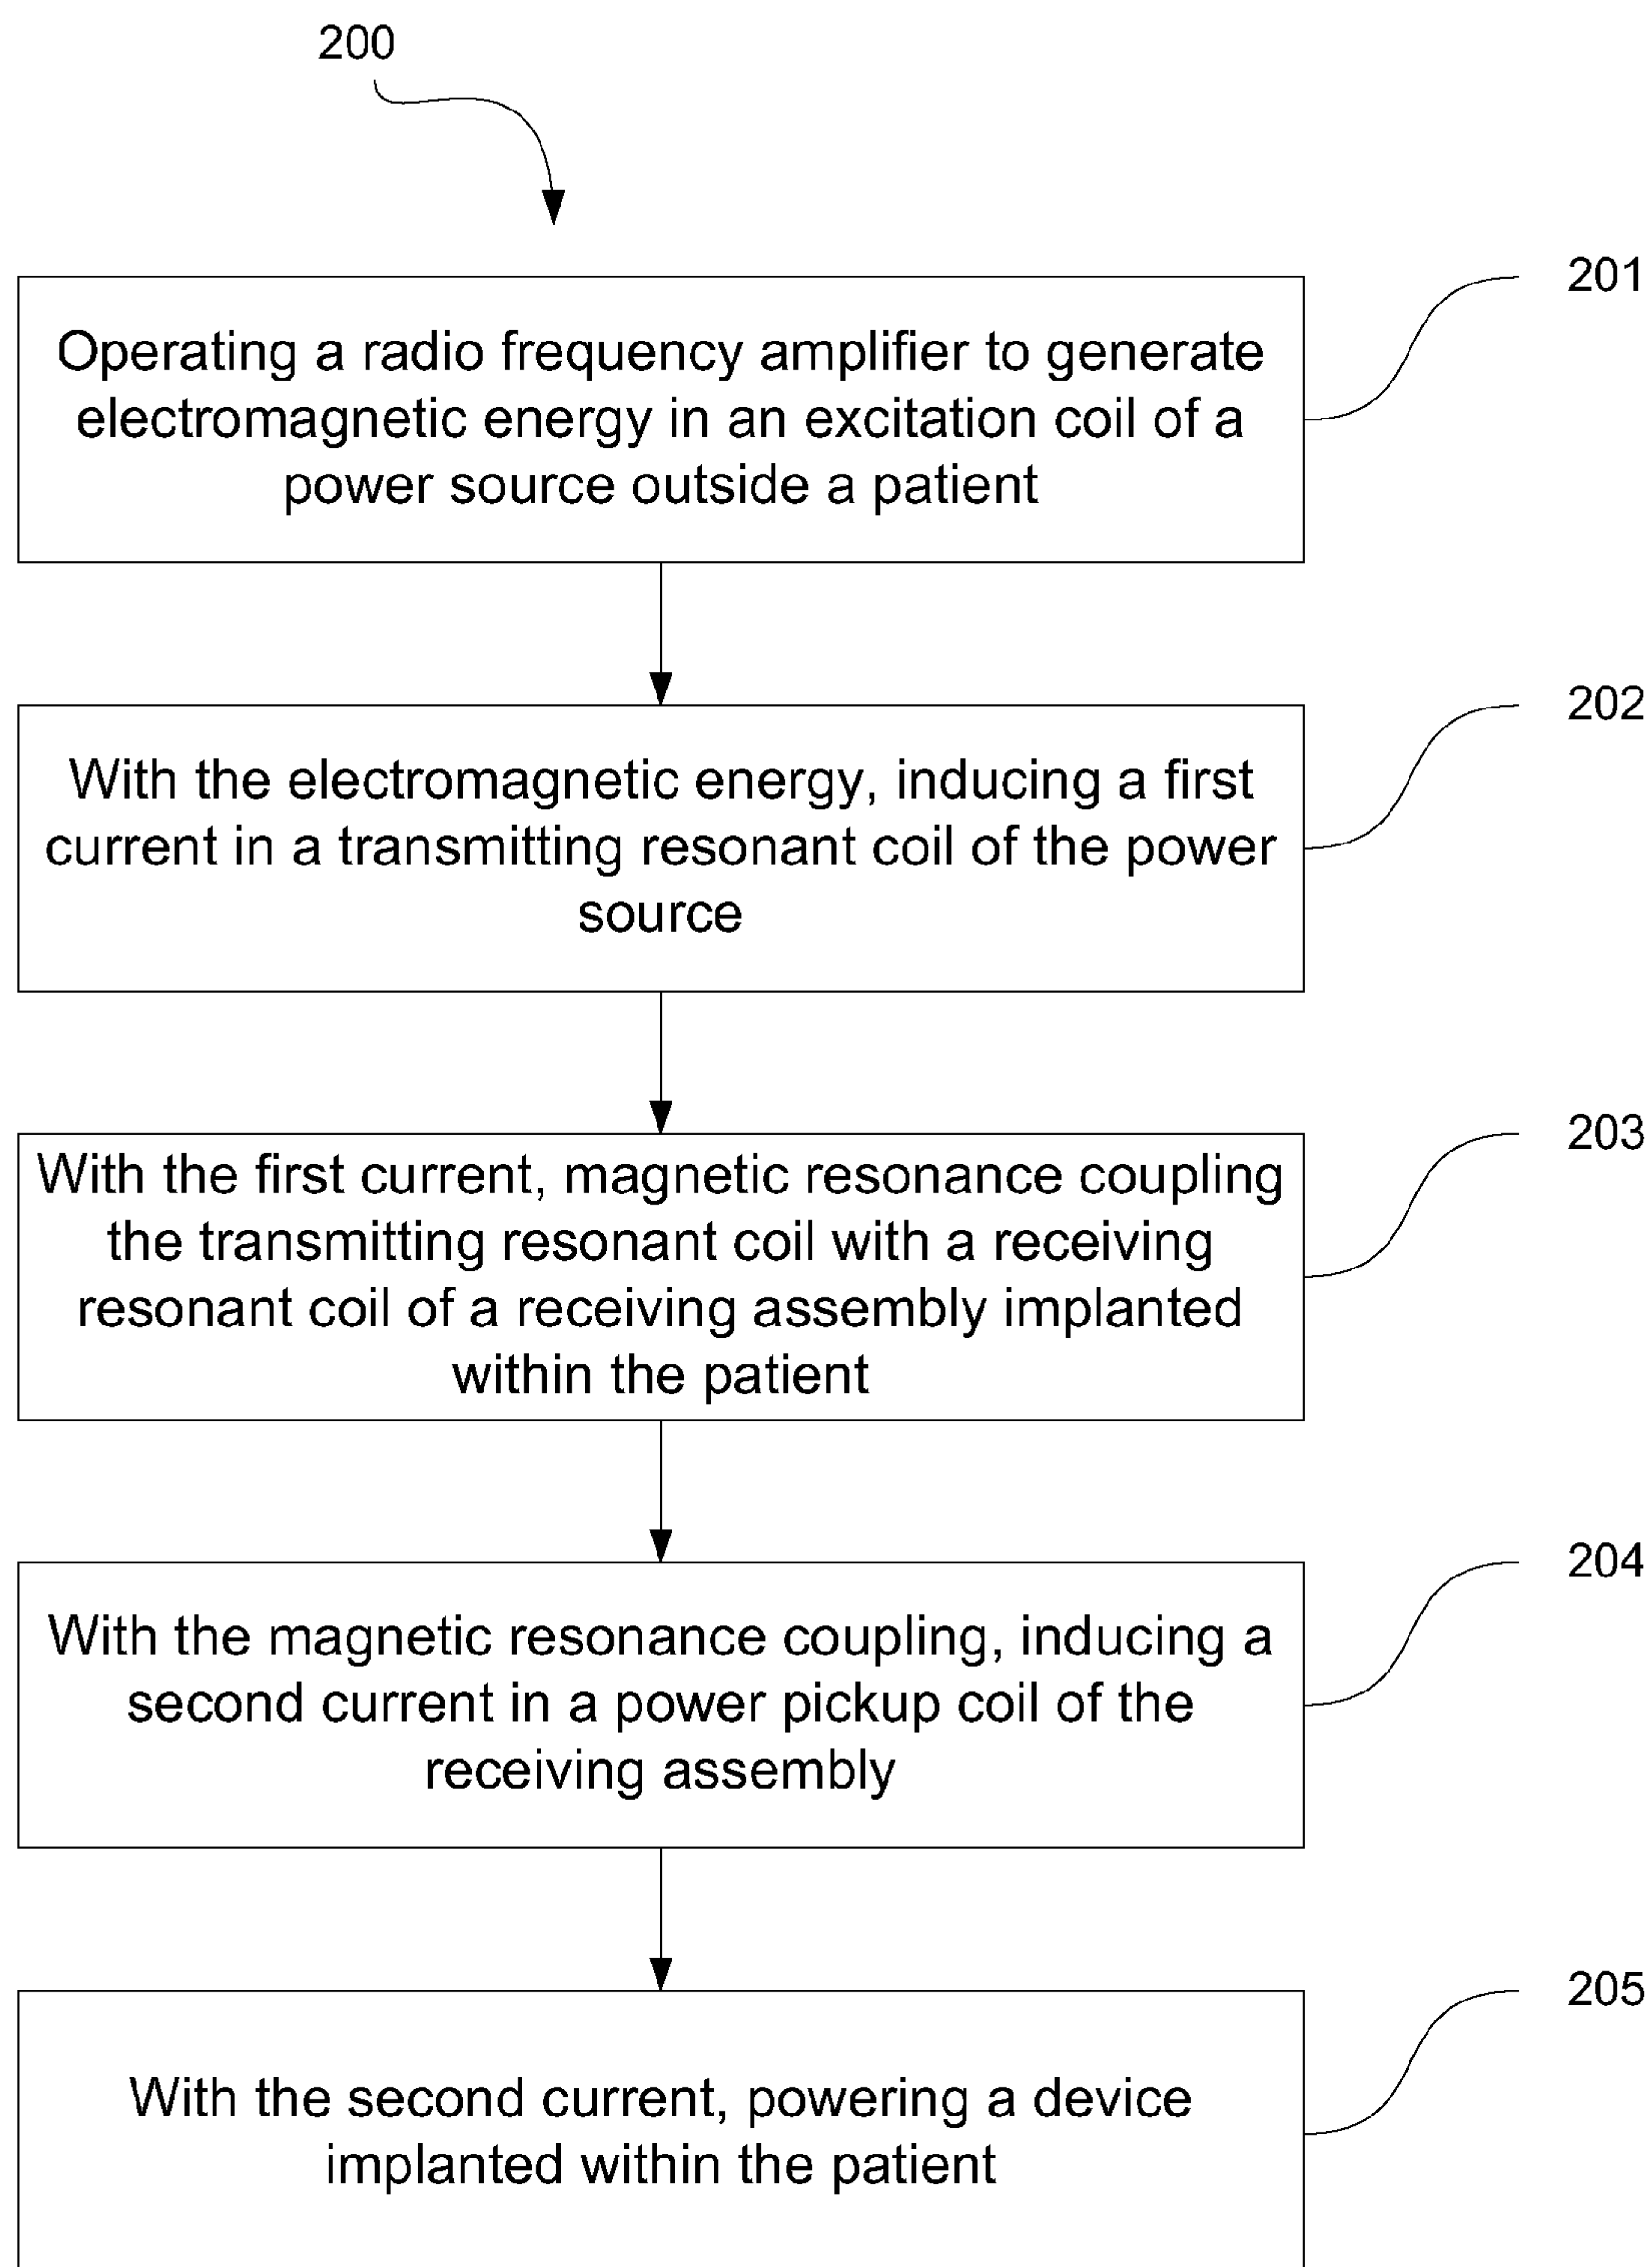 200
201
Operating a radio frequency amplifier to generate
electromagnetic energy in an excitation coil of a
power source outside a patient
202
With the electromagnetic energy, inducing a first
current in a transmitting resonant coil of the power
source
203
With the first current, magnetic resonance coupling
the transmitting resonant coil with a receiving
resonant coil of a receiving assembly implanted
within the patient
204
With the magnetic resonance coupling, inducing a
second current in a power pickup coil of the
receiving assembly
205
With the second current, powering a device
implanted within the patient